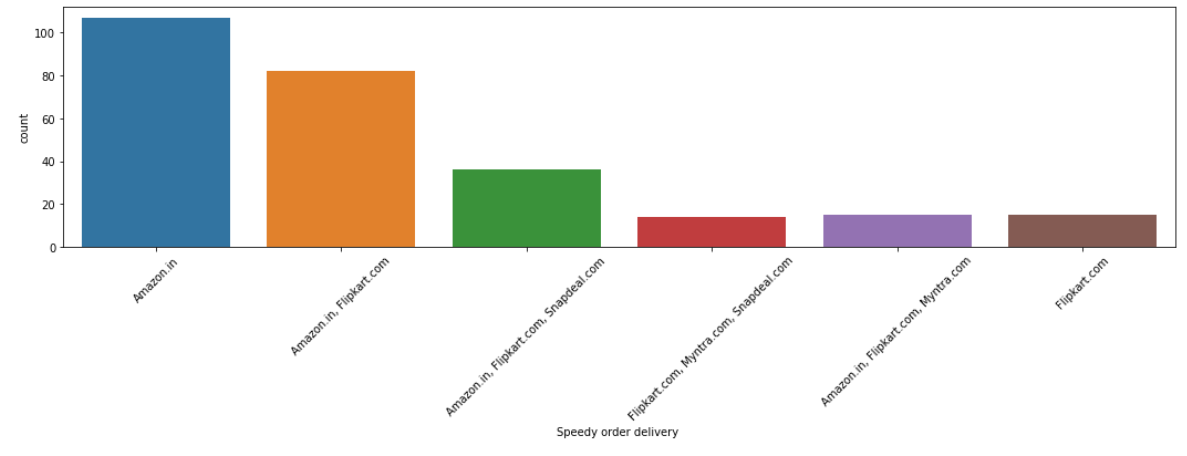 100
80
60
40
20
0
count
Amazon.in
Amazon.in, Flipkart.com
Amazon.in, Flipkart.com, Snapdeal.com
Flipkart.com, Myntra.com, Snapdeal.com
Amazon.in, Flipkart.com, Myntra.com
Flipkart.com
Speedy order delivery